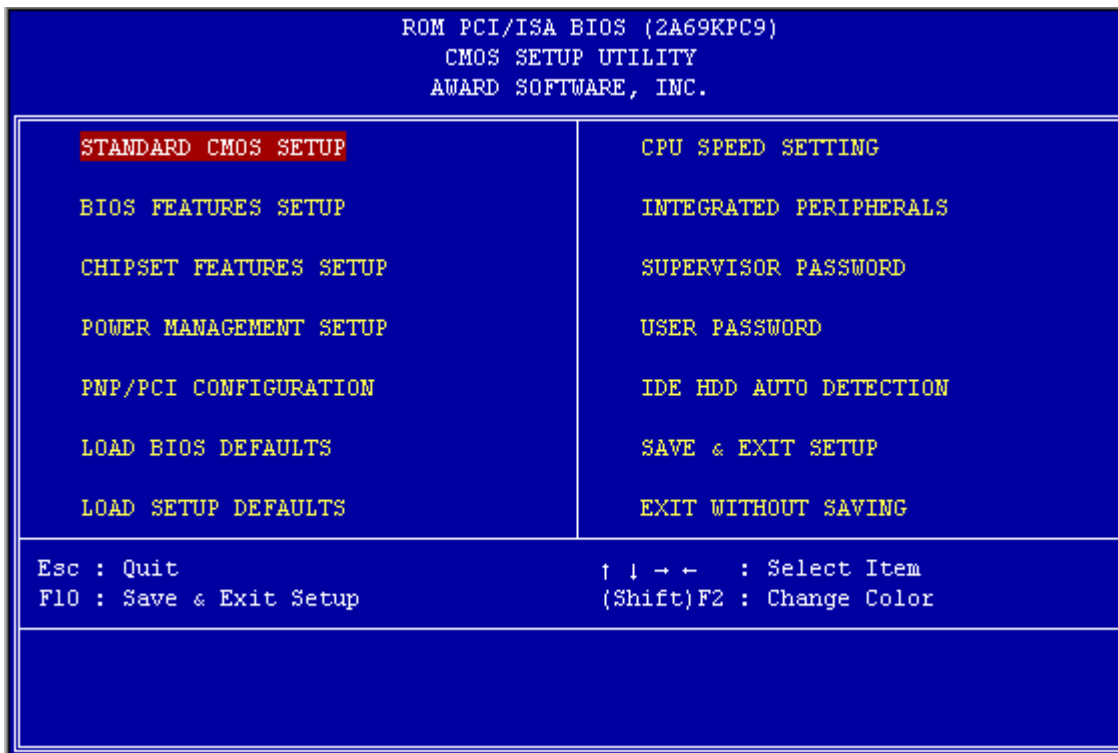 ROM PCI/ISA BIOS (2A69KPC9)
CMOS SETUP UTILITY
AWARD SOFTWARE, INC.
STANDARD CMOS SETUP
BIOS FEATURES SETUP
CHIPSET FEATURES SETUP
POWER MANAGEMENT SETUP
PNP/PCI CONFIGURATION
LOAD BIOS DEFAULTS
LOAD SETUP DEFAULTS
CPU SPEED SETTING
INTEGRATED PERIPHERALS
SUPERVISOR PASSWORD
USER PASSWORD
IDE HDD AUTO DETECTION
SAVE & EXIT SETUP
EXIT WITHOUT SAVING
Esc : Quit
F10 : Save & Exit Setup
↑ ↓ → ← : Select Item
(Shift)F2 : Change Color